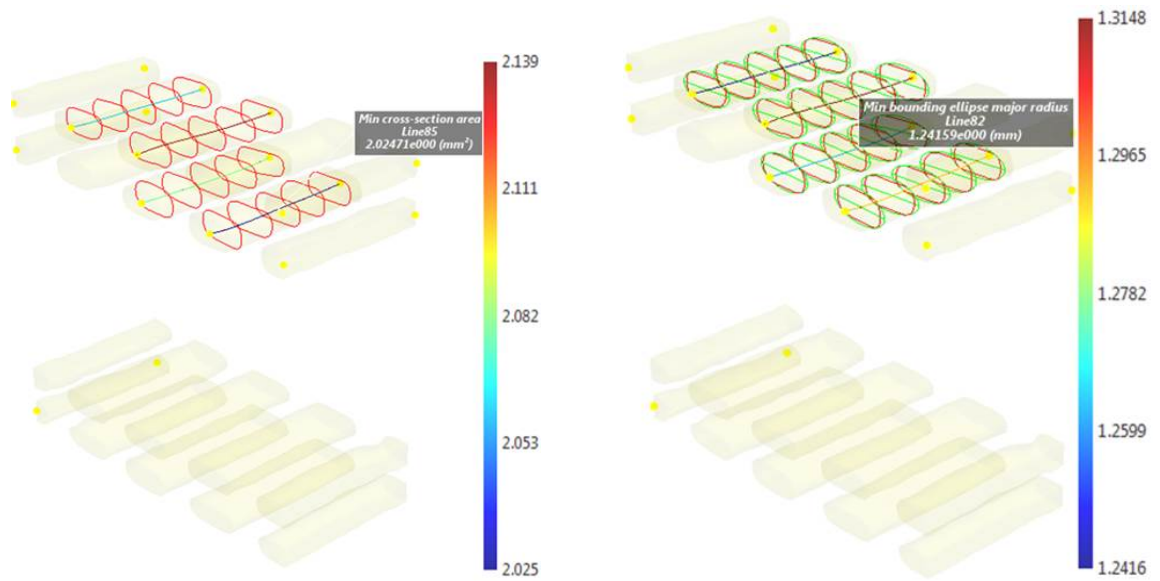 2.139
Min cross-section area
Line85
2.02471e000 (mm²)
2.111
2.082
2.053
2.025
1.3148
Min bounding ellipse major radius
Line82
1.24159e000 (mm)
1.2965
1.2782
1.2599
1.2416